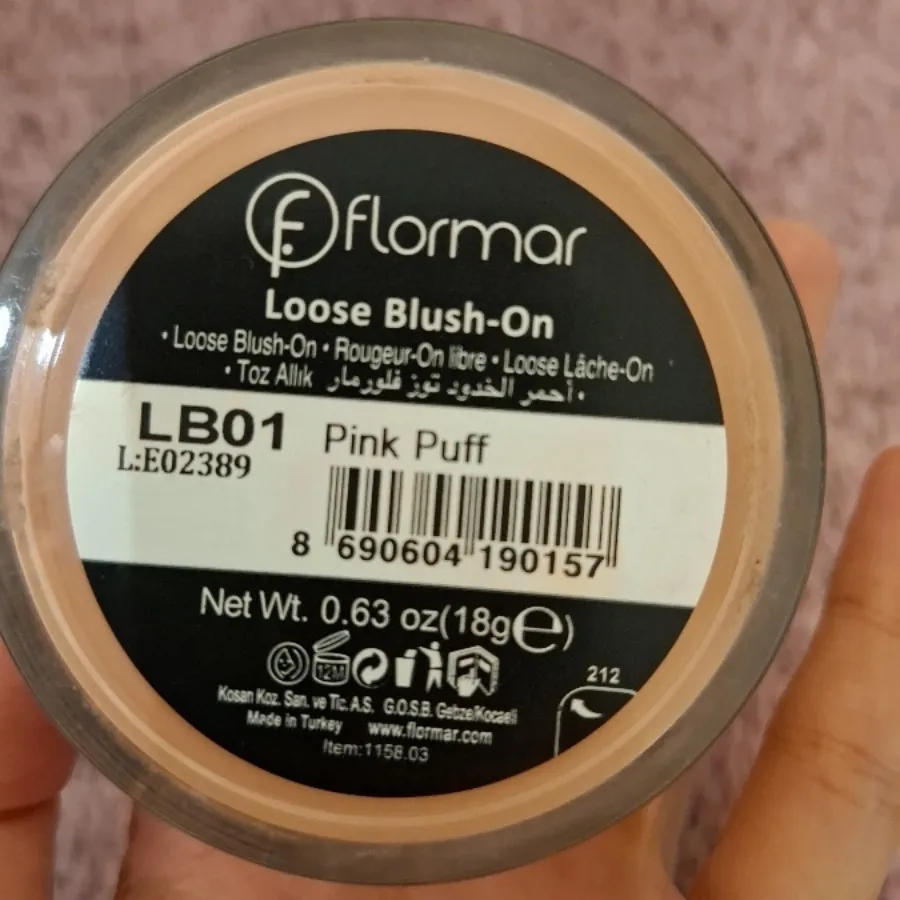 flormar
Loose Blush-On
• Loose Blush-On • Rougeur-On libre • Loose Lâche-On
• Toz Allık أحمر الخدود توز فلورمار •
LB01 Pink Puff
L:E02389
8 690604 190157
Net Wt. 0.63 oz(18g℮)
12M
212
Kosan Koz. San. ve Tic. A.S. G.O.S.B. Gebze/Kocaeli
Made in Turkey www.flormar.com
Item:1158.03